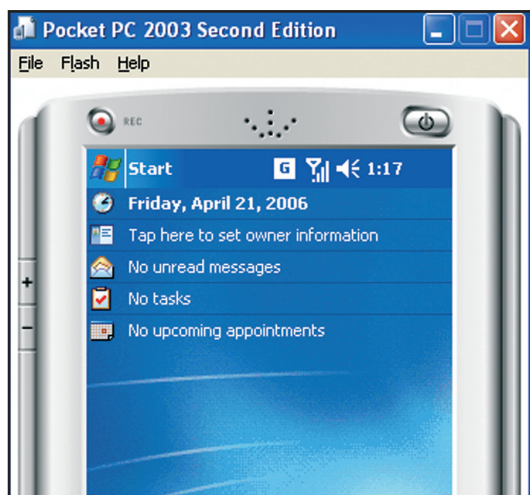 Pocket PC 2003 Second Edition
File Flash Help
REC
Start G 1:17
Friday, April 21, 2006
Tap here to set owner information
No unread messages
No tasks
No upcoming appointments
+
-